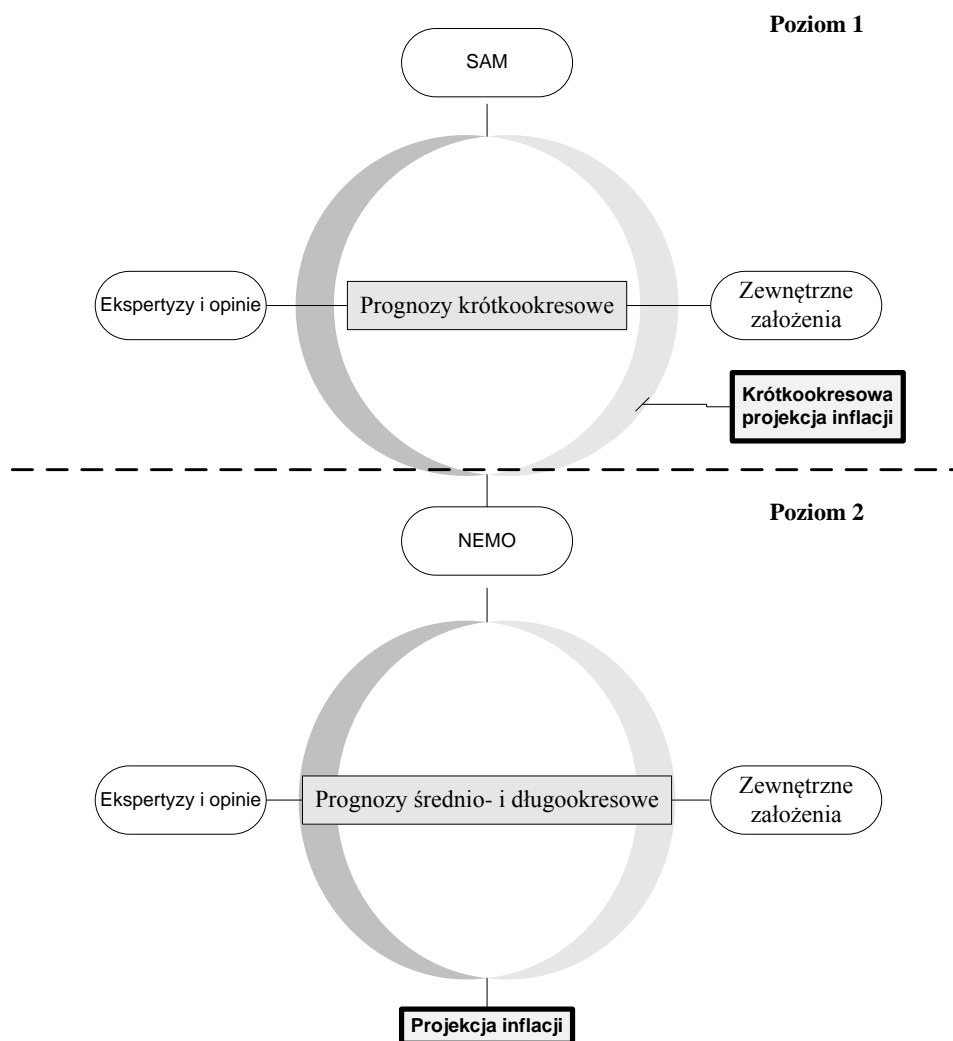 Poziom 1
SAM
Ekspertyzy i opinie
Prognozy krótkookresowe
Zewnętrzne
założenia
Krótkookresowa
projekcja inflacji
Poziom 2
NEMO
Ekspertyzy i opinie
Prognozy średnio- i długookresowe
Zewnętrzne
założenia
Projekcja inflacji